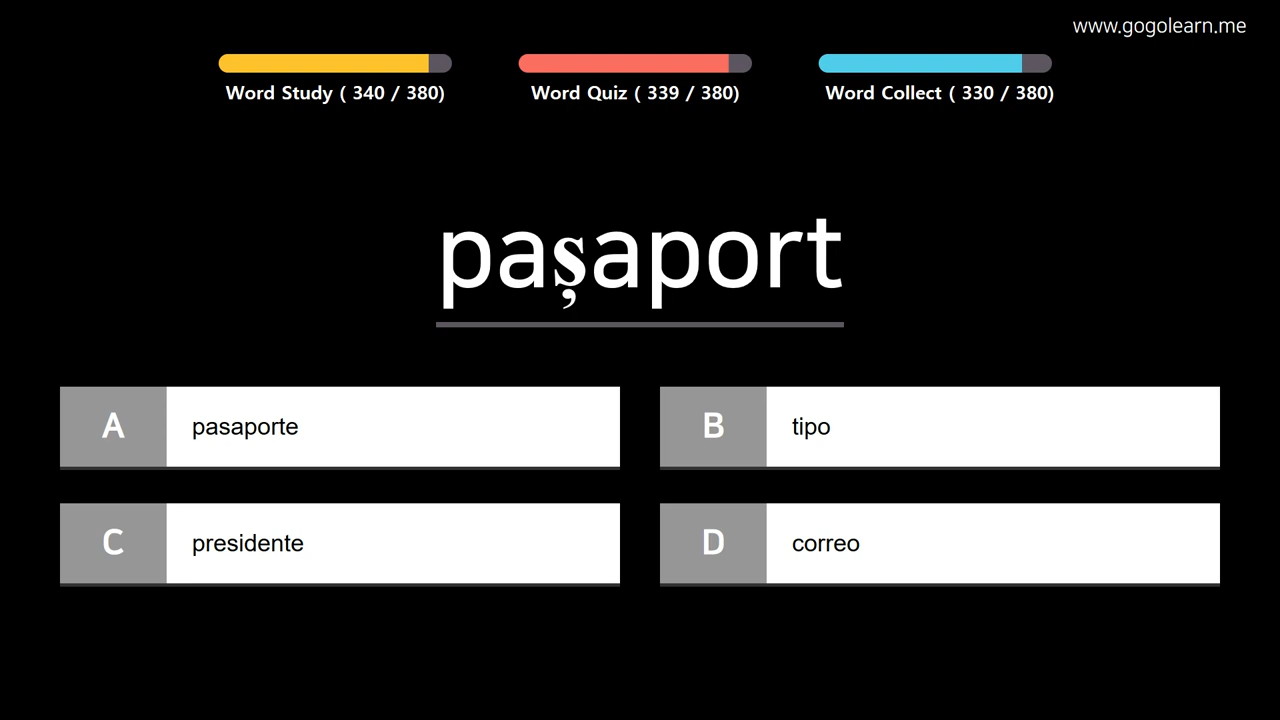 www.gogolearn.me
Word Study ( 340 / 380)
Word Quiz ( 339 / 380)
Word Collect ( 330 / 380)
pașaport
A pasaporte
B tipo
C presidente
D correo